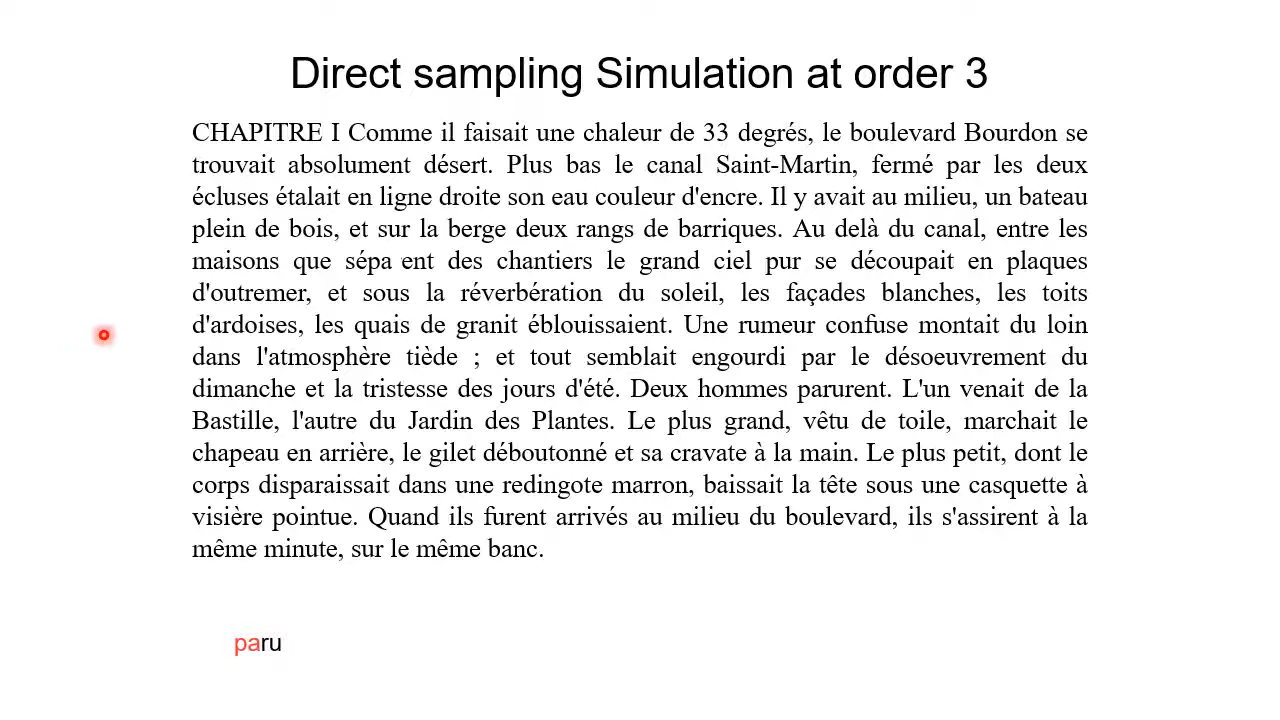 Direct sampling Simulation at order 3
CHAPITRE I Comme il faisait une chaleur de 33 degrés, le boulevard Bourdon se
trouvait absolument désert. Plus bas le canal Saint-Martin, fermé par les deux
écluses étalait en ligne droite son eau couleur d'encre. Il y avait au milieu, un bateau
plein de bois, et sur la berge deux rangs de barriques. Au delà du canal, entre les
maisons que sépa ent des chantiers le grand ciel pur se découpait en plaques
d'outremer, et sous la réverbération du soleil, les façades blanches, les toits
d'ardoises, les quais de granit éblouissaient. Une rumeur confuse montait du loin
dans l'atmosphère tiède ; et tout semblait engourdi par le désoeuvrement du
dimanche et la tristesse des jours d'été. Deux hommes parurent. L'un venait de la
Bastille, l'autre du Jardin des Plantes. Le plus grand, vêtu de toile, marchait le
chapeau en arrière, le gilet déboutonné et sa cravate à la main. Le plus petit, dont le
corps disparaissait dans une redingote marron, baissait la tête sous une casquette à
visière pointue. Quand ils furent arrivés au milieu du boulevard, ils s'assirent à la
même minute, sur le même banc.
paru